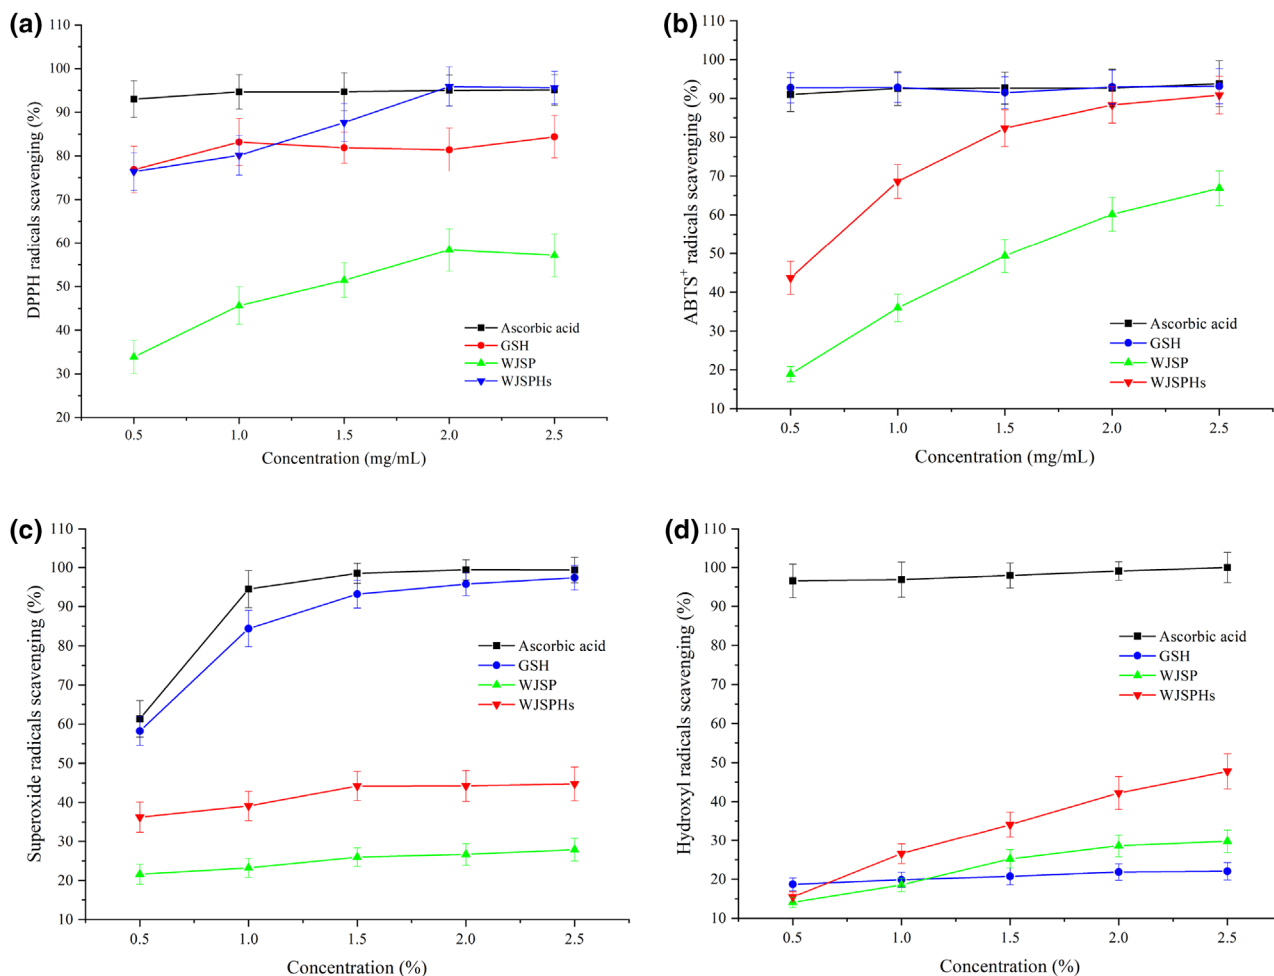 (a)
110
100
90
80
70
60
50
40
30
20
DPPH radicals scavenging (%)
Ascorbic acid
GSH
WJSP
WJSPHs
0.5 1.0 1.5 2.0 2.5
Concentration (mg/mL)
(b)
110
100
90
80
70
60
50
40
30
20
10
ABTS+ radicals scavenging (%)
Ascorbic acid
GSH
WJSP
WJSPHs
0.5 1.0 1.5 2.0 2.5
Concentration (mg/mL)
(c)
110
100
90
80
70
60
50
40
30
20
10
Superoxide radicals scavenging (%)
Ascorbic acid
GSH
WJSP
WJSPHs
0.5 1.0 1.5 2.0 2.5
Concentration (%)
(d)
110
100
90
80
70
60
50
40
30
20
10
Hydroxyl radicals scavenging (%)
Ascorbic acid
GSH
WJSP
WJSPHs
0.5 1.0 1.5 2.0 2.5
Concentration (%)